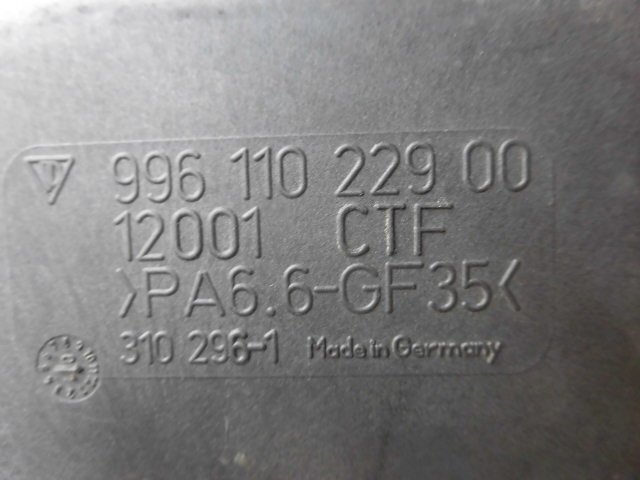 996 110 229 00
12001 CTF
>PA6.6-GF35<
310 296-1 Made in Germany